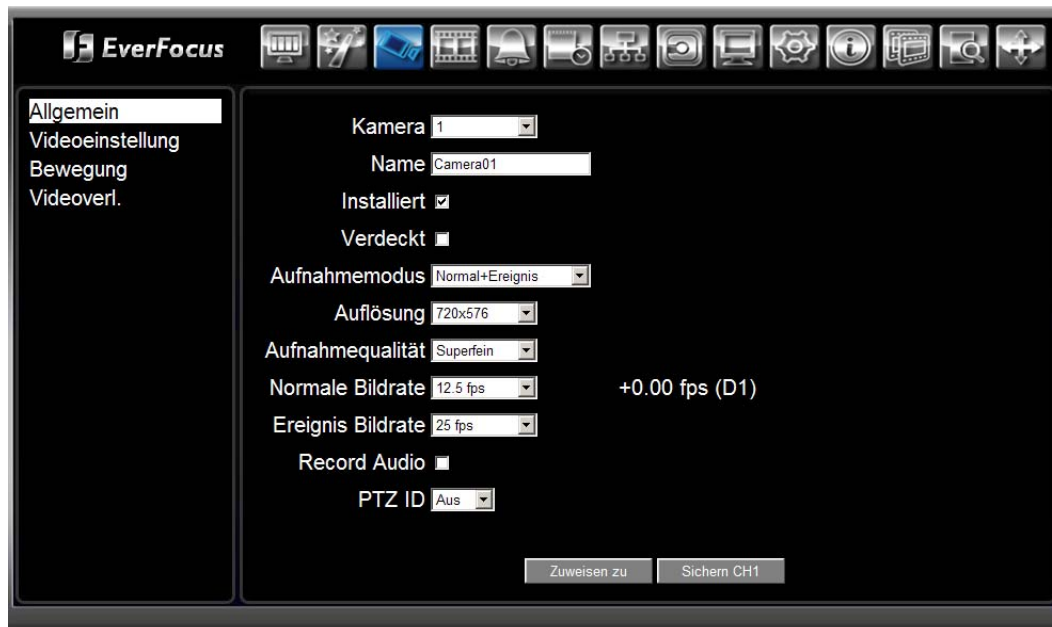 EverFocus
Allgemein
Videoeinstellung
Bewegung
Videoverl.
Kamera 1
Name Camera01
Installiert
Verdeckt
Aufnahmemodus Normal+Ereignis
Auflösung 720x576
Aufnahmequalität Superfein
Normale Bildrate 12.5 fps +0.00 fps (D1)
Ereignis Bildrate 25 fps
Record Audio
PTZ ID Aus
Zuweisen zu Sichern CH1